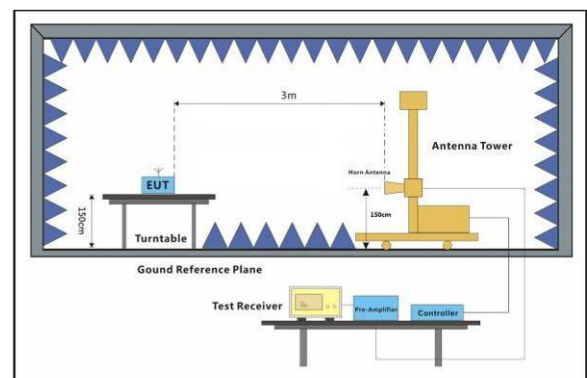 3m
Antenna Tower
Horn Antenna
EUT
150cm
150cm
Turntable
Gound Reference Plane
Test Receiver
Pre-Amplifier
Controller